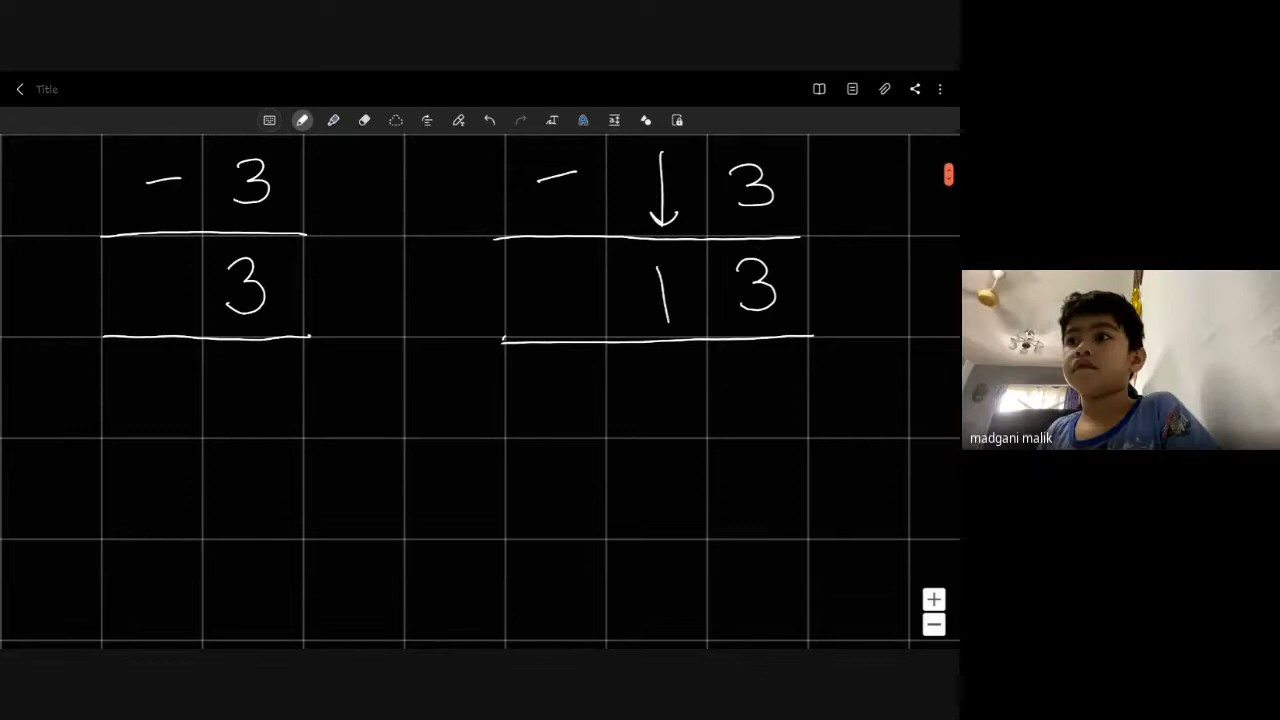 Title
- 3
3
- ↓ 3
1 3
madgani malik